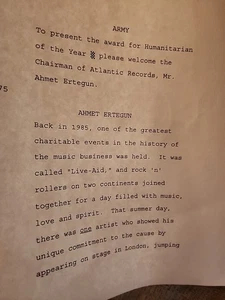 ARMY
To present the award for Humanitarian
of the Year please welcome the
Chairman of Atlantic Records, Mr.
Ahmet Ertegun.
75
AHMET ERTEGUN
Back in 1985, one of the greatest
charitable events in the history of
the music business was held. It was
called "Live-Aid," and rock 'n'
rollers on two continents joined
together for a day filled with music,
love and spirit. That summer day,
there was one artist who showed his
unique commitment to the cause by
appearing on stage in London, jumping